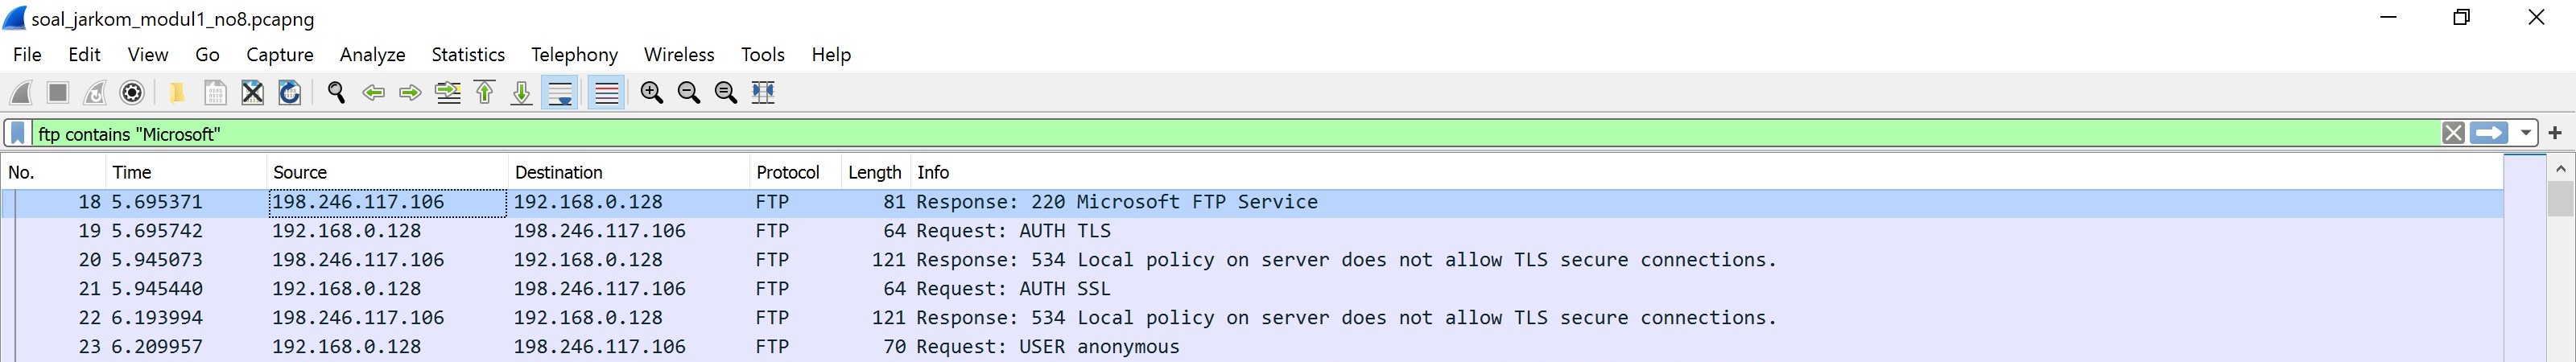 soal_jarkom_modul1_no8.pcapng
File Edit View Go Capture Analyze Statistics Telephony Wireless Tools Help
ftp contains "Microsoft"
No. Time Source Destination Protocol Length Info
18 5.695371 198.246.117.106 192.168.0.128 FTP 81 Response: 220 Microsoft FTP Service
19 5.695742 192.168.0.128 198.246.117.106 FTP 64 Request: AUTH TLS
20 5.945073 198.246.117.106 192.168.0.128 FTP 121 Response: 534 Local policy on server does not allow TLS secure connections.
21 5.945440 192.168.0.128 198.246.117.106 FTP 64 Request: AUTH SSL
22 6.193994 198.246.117.106 192.168.0.128 FTP 121 Response: 534 Local policy on server does not allow TLS secure connections.
23 6.209957 192.168.0.128 198.246.117.106 FTP 70 Request: USER anonymous